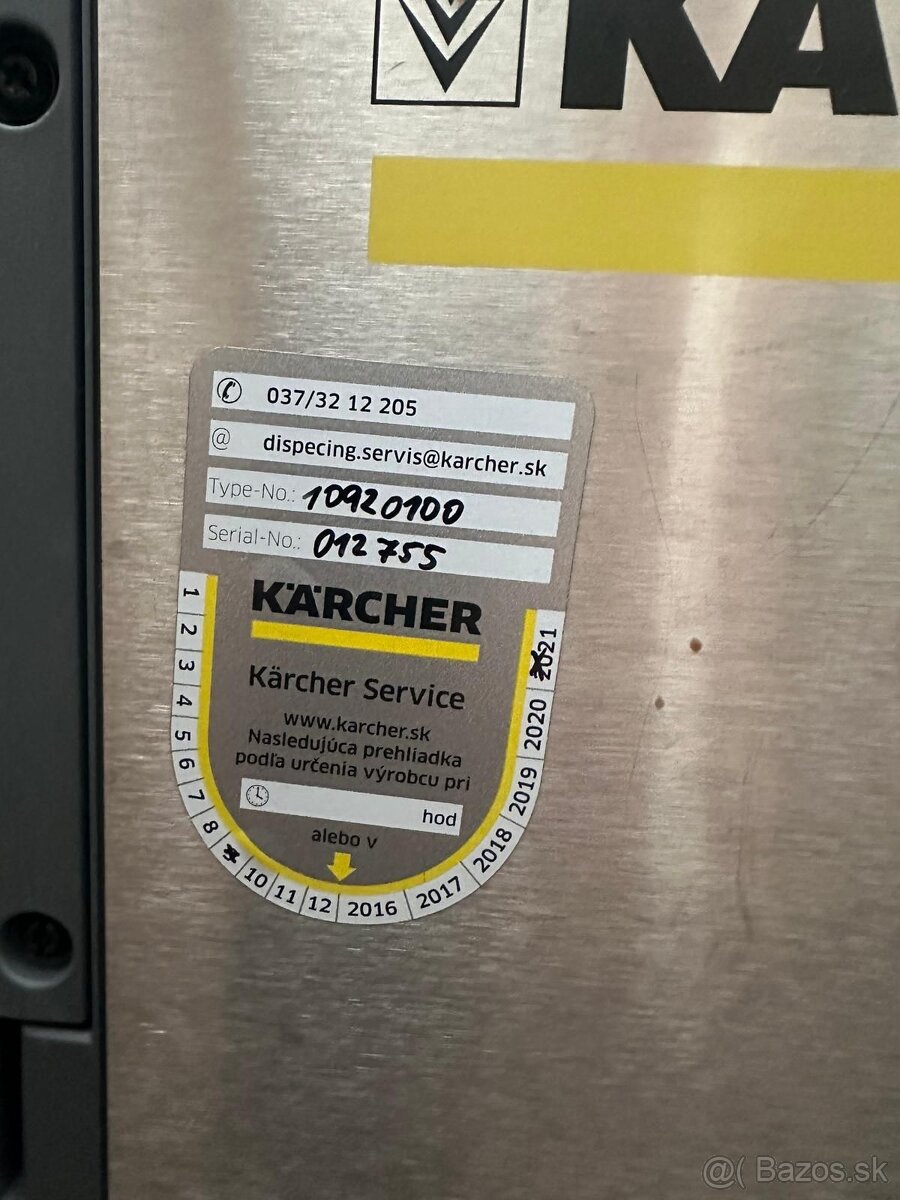 KÄ
037/32 12 205
@ dispecing.servis@karcher.sk
Type-No.: 10920100
Serial-No.: 012755
KÄRCHER
Kärcher Service
www.karcher.sk
Nasledujúca prehliadka
podľa určenia výrobcu pri
hod
alebo v
1 2 3 4 5 6 7 8 10 11 12 2016 2017 2018 2019 2020 2021
@( Bazos.sk